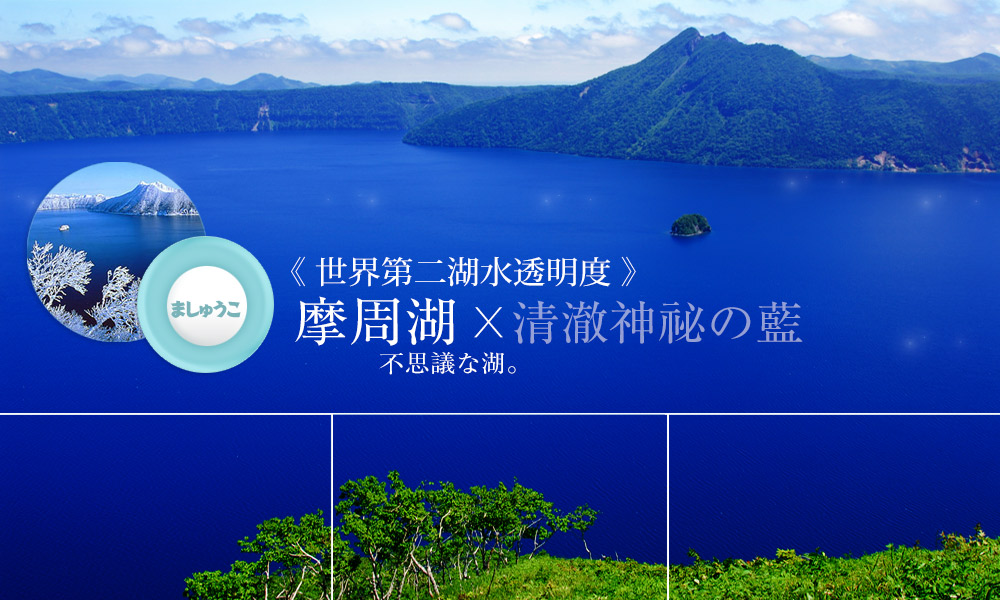 《 世界第二湖水透明度 》
ましゅうこ
摩周湖 × 清澈神祕の藍
不思議な湖。